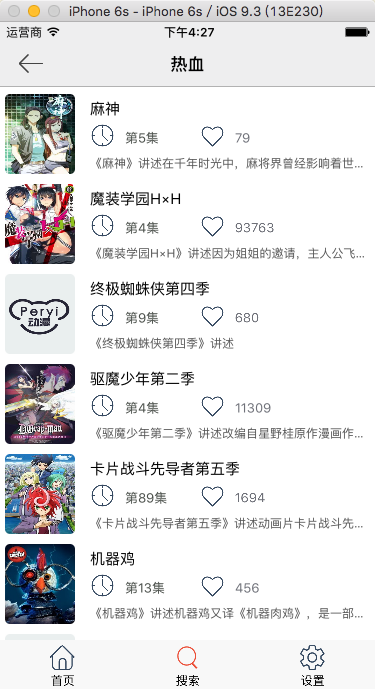 iPhone 6s - iPhone 6s / iOS 9.3 (13E230)
运营商 下午4:27
热血
麻神
第5集 79
《麻神》讲述在千年时光中，麻将界曾经影响着世...
魔装学园H×H
第4集 93763
《魔装学园H×H》讲述因为姐姐的邀请，主人公飞...
Peryi
动漫
终极蜘蛛侠第四季
第9集 680
《终极蜘蛛侠第四季》讲述
驱魔少年第二季
第4集 11309
《驱魔少年第二季》讲述改编自星野桂原作漫画作...
卡片战斗先导者第五季
第89集 1694
《卡片战斗先导者第五季》讲述动画片卡片战斗先...
机器鸡
第13集 456
《机器鸡》讲述机器鸡又译《机器肉鸡》，是一部...
首页 搜索 设置